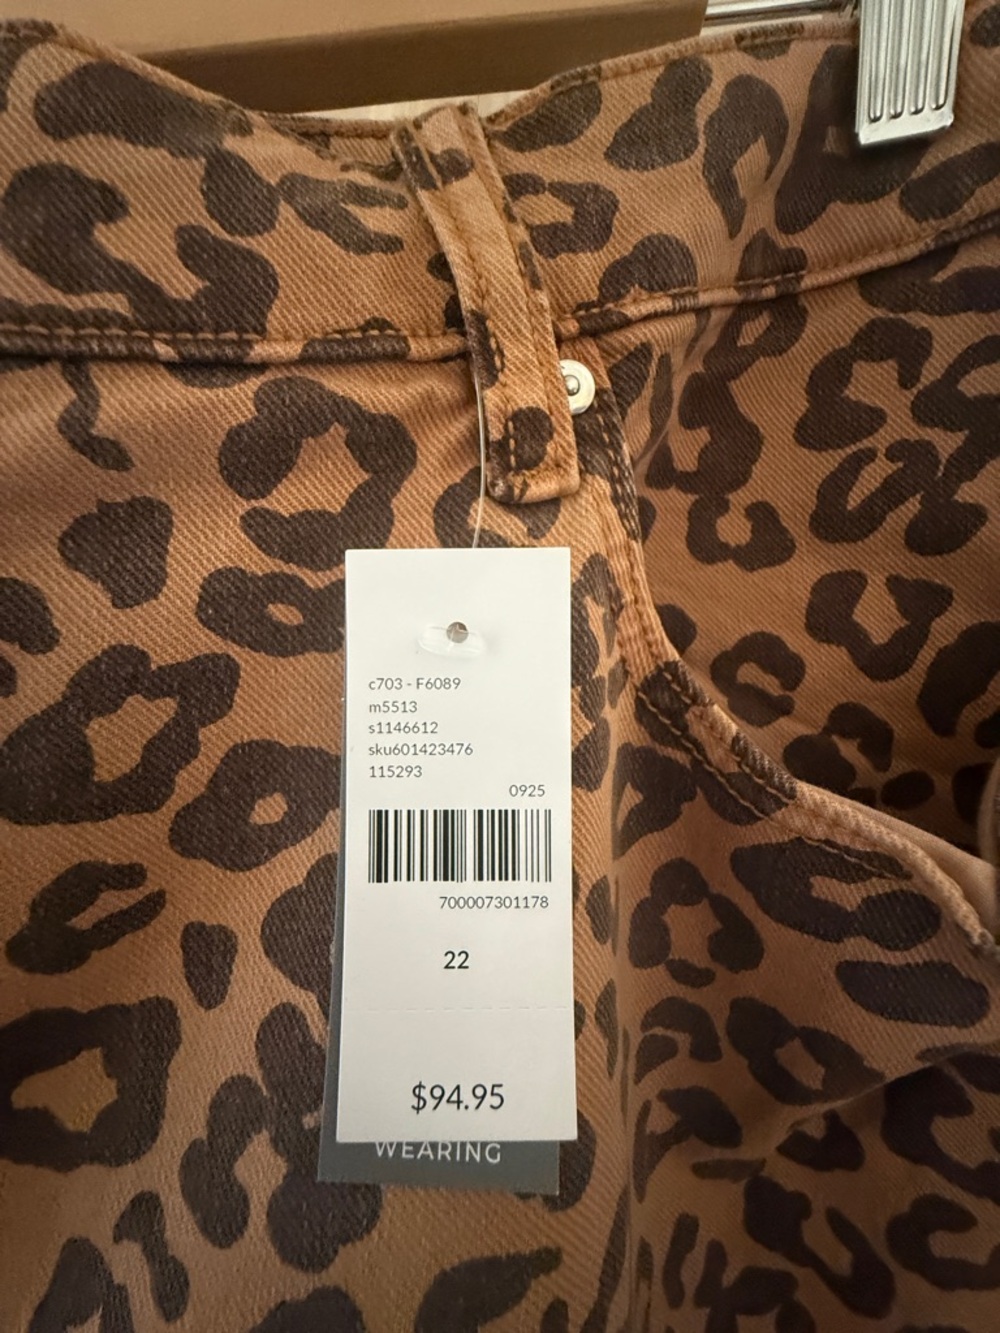 c703 - F6089
m5513
s1146612
sku601423476
115293
0925
700007301178
22
$94.95
WEARING